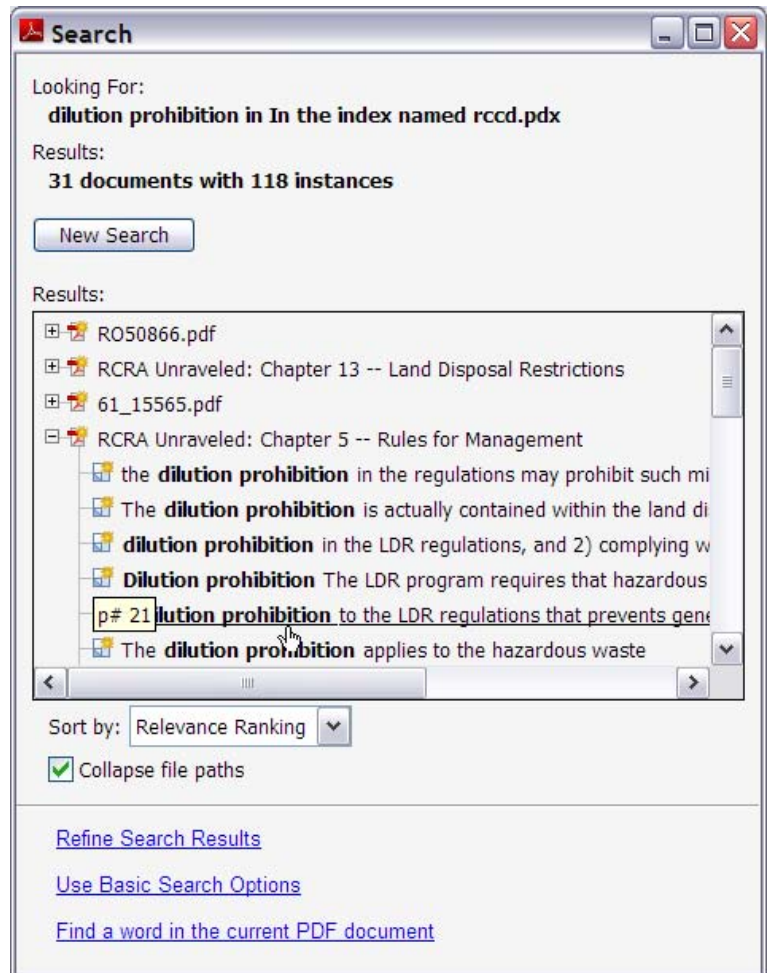 Search
Looking For:
dilution prohibition in In the index named rccd.pdx
Results:
31 documents with 118 instances
New Search
Results:
RO50866.pdf
RCRA Unraveled: Chapter 13 -- Land Disposal Restrictions
61_15565.pdf
RCRA Unraveled: Chapter 5 -- Rules for Management
the dilution prohibition in the regulations may prohibit such mi
The dilution prohibition is actually contained within the land di
dilution prohibition in the LDR regulations, and 2) complying w
Dilution prohibition The LDR program requires that hazardous
p# 21 ilution prohibition to the LDR regulations that prevents gene
The dilution prohibition applies to the hazardous waste
Sort by: Relevance Ranking
Collapse file paths
Refine Search Results
Use Basic Search Options
Find a word in the current PDF document